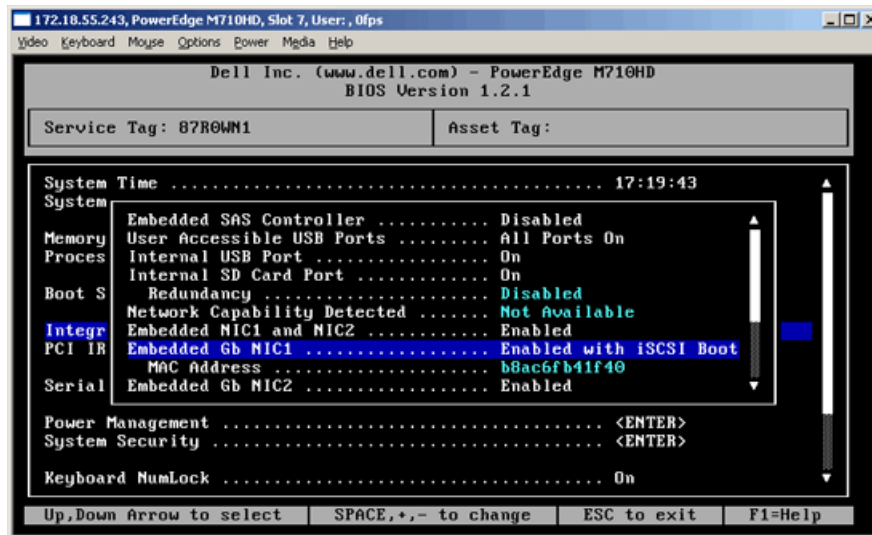 172.18.55.243, PowerEdge M710HD, Slot 7, User: , 0fps
Video Keyboard Mouse Options Power Media Help
Dell Inc. (www.dell.com) - PowerEdge M710HD
BIOS Version 1.2.1
Service Tag: 87R0WN1 Asset Tag:
System Time ........................................ 17:19:43
System
Embedded SAS Controller ........... Disabled
Memory User Accessible USB Ports ......... All Ports On
Proces Internal USB Port ................. On
Internal SD Card Port ............. On
Boot S Redundancy ...................... Disabled
Network Capability Detected ....... Not Available
Integr Embedded NIC1 and NIC2 ............ Enabled
PCI IR Embedded Gb NIC1 .................. Enabled with iSCSI Boot
MAC Address ..................... b8ac6fb41f40
Serial Embedded Gb NIC2 .................. Enabled
Power Management ................................... <ENTER>
System Security .................................... <ENTER>
Keyboard NumLock ................................... On
Up,Down Arrow to select SPACE,+,- to change ESC to exit F1=Help